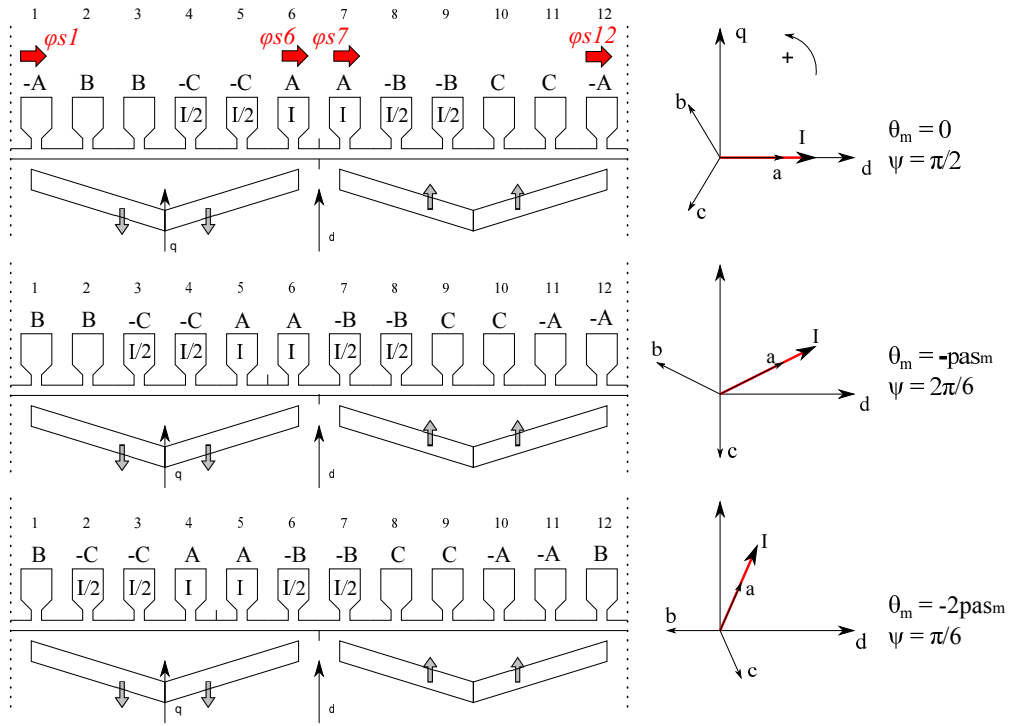 1 2 3 4 5 6 7 8 9 10 11 12
φs1 φs6 φs7 φs12
-A B B -C -C A A -B -B C C -A
I/2 I/2 I I I/2 I/2
q d
q
+
b I
a d
c
θm = 0
ψ = π/2
1 2 3 4 5 6 7 8 9 10 11 12
B B -C -C A A -B -B C C -A -A
I/2 I/2 I I I/2 I/2
q d
b a I
d
c
θm = -pasm
ψ = 2π/6
1 2 3 4 5 6 7 8 9 10 11 12
B -C -C A A -B -B C C -A -A B
I/2 I/2 I I I/2 I/2
q d
I
a
b d
c
θm = -2pasm
ψ = π/6